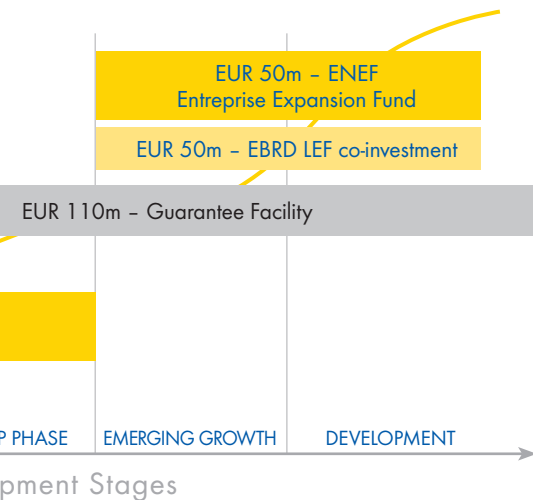 EUR 50m – ENEF
Entreprise Expansion Fund
EUR 50m – EBRD LEF co-investment
EUR 110m – Guarantee Facility
P PHASE
EMERGING GROWTH
DEVELOPMENT
pment Stages